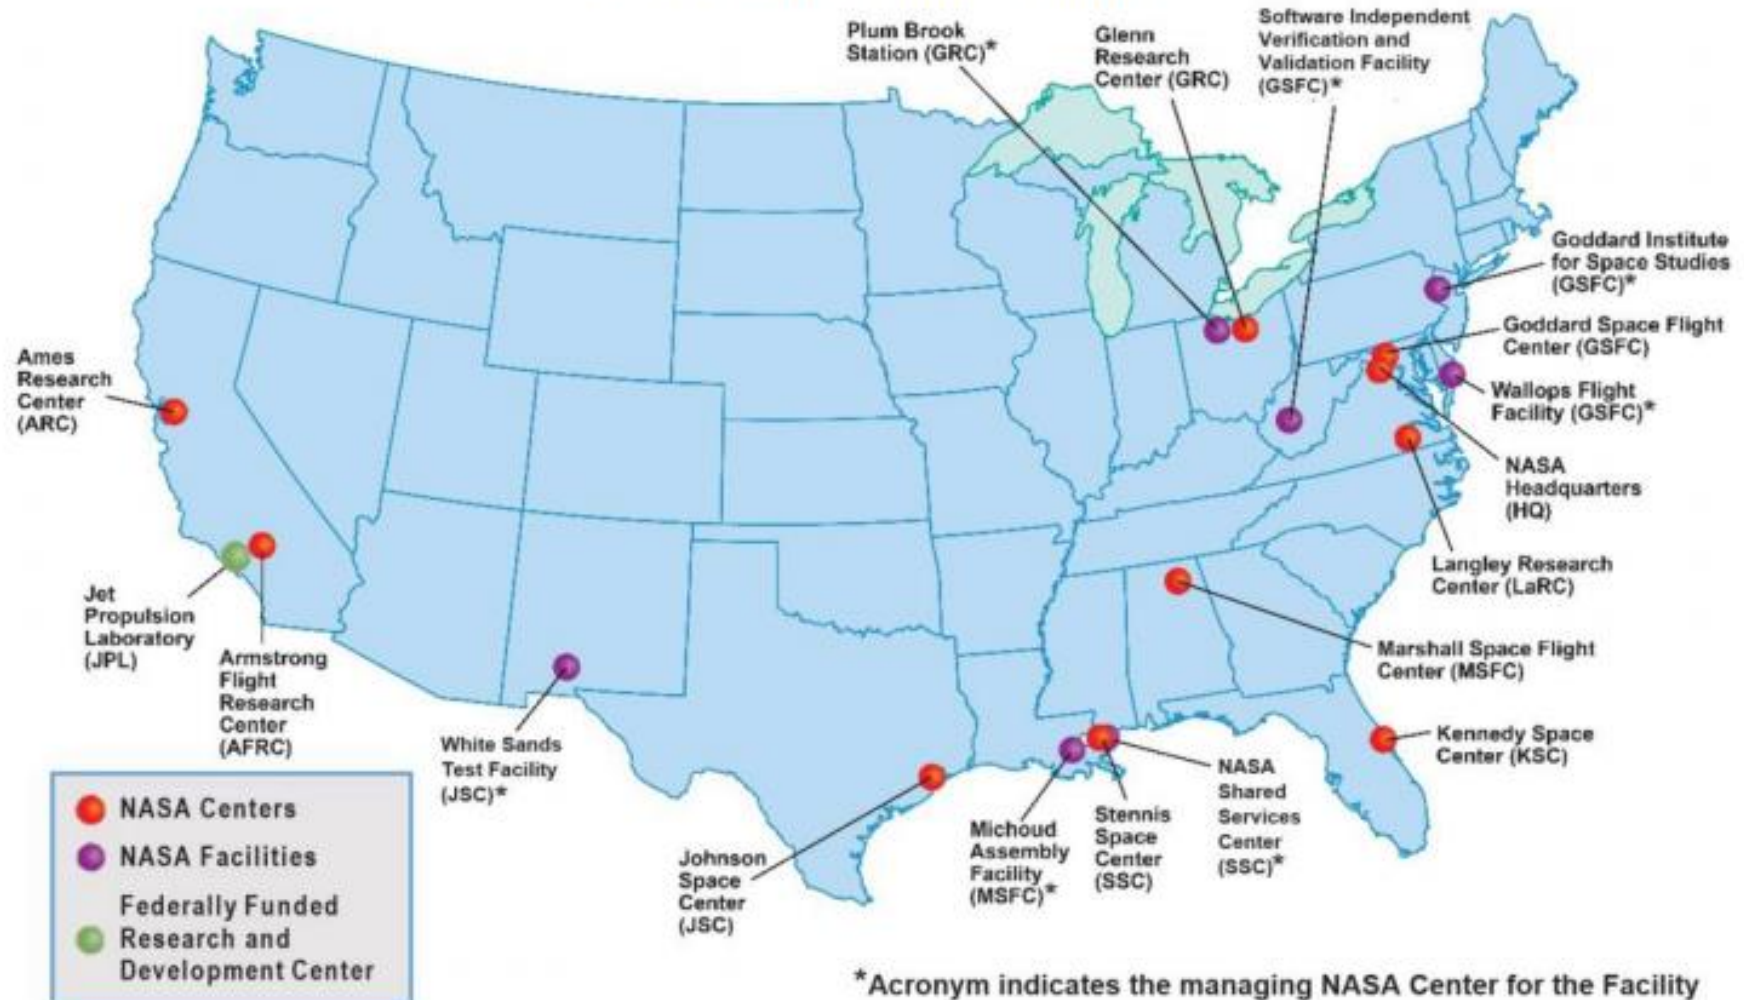 Plum Brook
Station (GRC)*
Glenn
Research
Center (GRC)
Software Independent
Verification and
Validation Facility
(GSFC)*
Goddard Institute
for Space Studies
(GSFC)*
Goddard Space Flight
Center (GSFC)
Wallops Flight
Facility (GSFC)*
NASA
Headquarters
(HQ)
Langley Research
Center (LaRC)
Marshall Space Flight
Center (MSFC)
Kennedy Space
Center (KSC)
Ames
Research
Center
(ARC)
Jet
Propulsion
Laboratory
(JPL)
Armstrong
Flight
Research
Center
(AFRC)
White Sands
Test Facility
(JSC)*
Johnson
Space
Center
(JSC)
Michoud
Assembly
Facility
(MSFC)*
Stennis
Space
Center
(SSC)
NASA
Shared
Services
Center
(SSC)*
NASA Centers
NASA Facilities
Federally Funded
Research and
Development Center
*Acronym indicates the managing NASA Center for the Facility